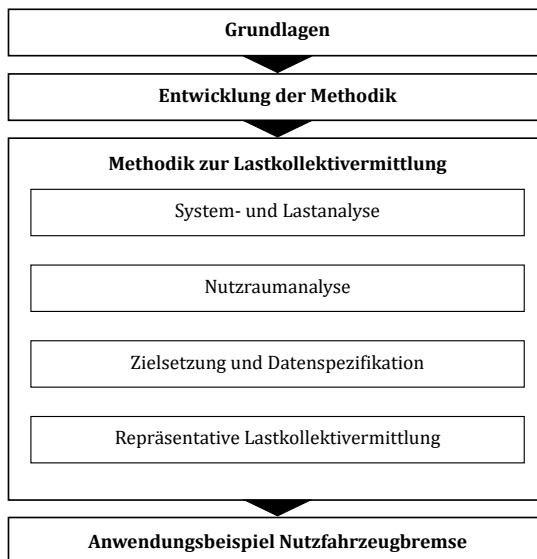 Grundlagen
Entwicklung der Methodik
Methodik zur Lastkollektivermittlung
System- und Lastanalyse
Nutzraumanalyse
Zielsetzung und Datenspezifikation
Repräsentative Lastkollektivermittlung
Anwendungsbeispiel Nutzfahrzeugbremse